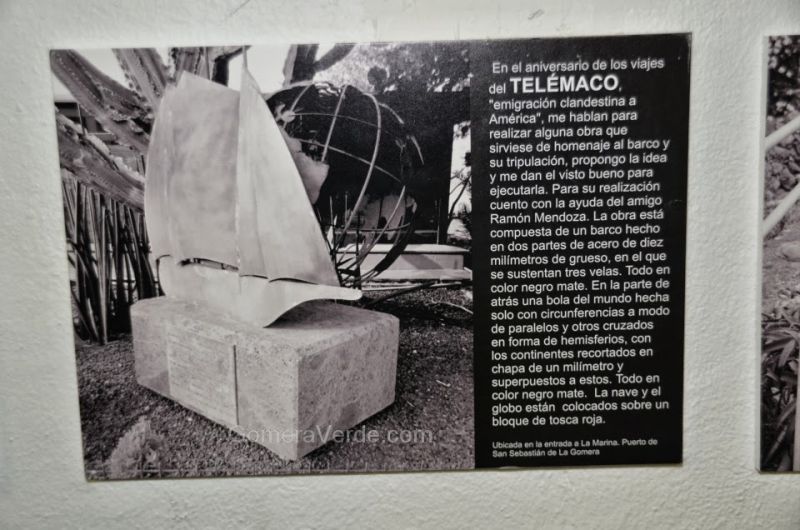 En el aniversario de los viajes
del TELÉMACO,
"emigración clandestina a
América", me hablan para
realizar alguna obra que
sirviese de homenaje al barco y
su tripulación, propongo la idea
y me dan el visto bueno para
ejecutarla. Para su realización
cuento con la ayuda del amigo
Ramón Mendoza. La obra está
compuesta de un barco hecho
en dos partes de acero de diez
milímetros de grueso, en el que
se sustentan tres velas. Todo en
color negro mate. En la parte de
atrás una bola del mundo hecha
solo con circunferencias a modo
de paralelos y otros cruzados
en forma de hemisferios, con
los continentes recortados en
chapa de un milímetro y
superpuestos a estos. Todo en
color negro mate. La nave y el
globo están colocados sobre un
bloque de tosca roja.
Ubicada en la entrada a La Marina. Puerto de
San Sebastián de La Gomera
GomeraVerde.com